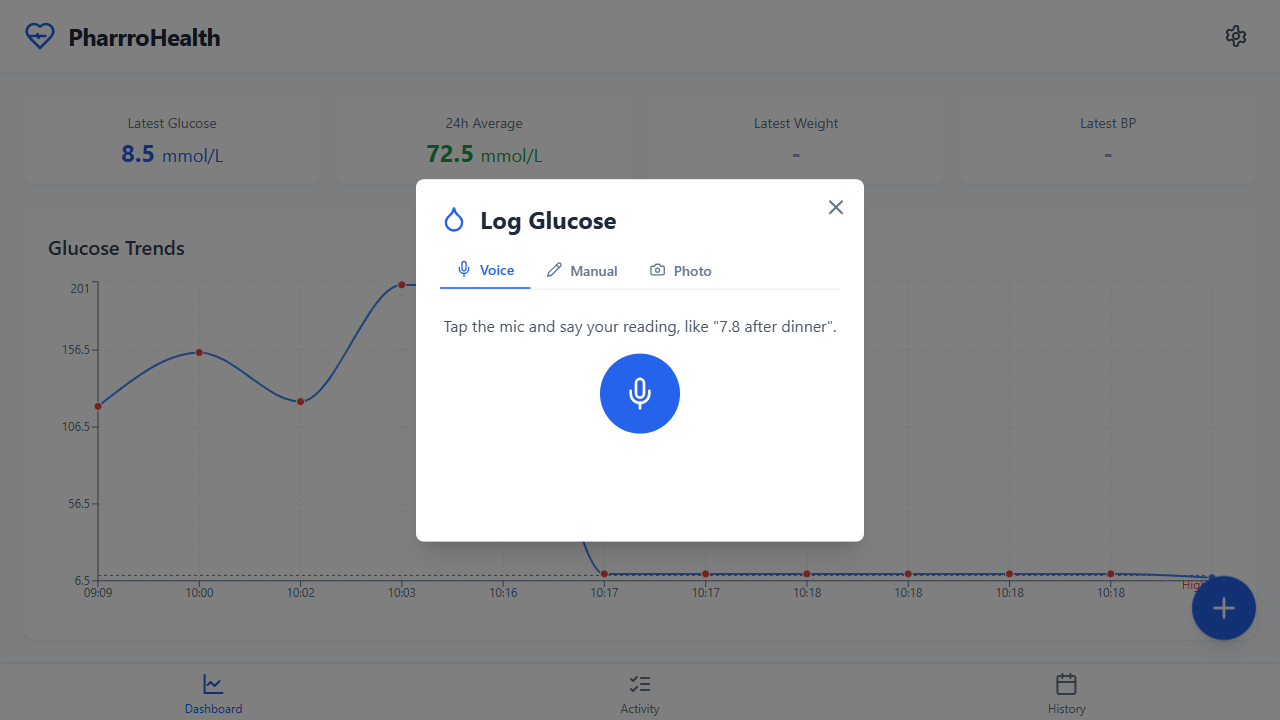 PharrroHealth
Latest Glucose
8.5 mmol/L
24h Average
72.5 mmol/L
Latest Weight
-
Latest BP
-
Glucose Trends
201
156.5
106.5
56.5
6.5
09:09 10:00 10:02 10:03 10:16 10:17 10:17 10:18 10:18 10:18 10:18
Log Glucose
Voice Manual Photo
Tap the mic and say your reading, like "7.8 after dinner".
Dashboard
Activity
History